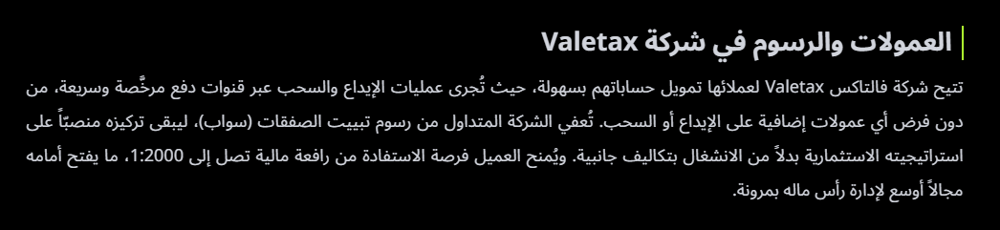 العمولات والرسوم في شركة Valetax
تتيح شركة فالتاكس Valetax لعملائها تمويل حساباتهم بسهولة، حيث تُجرى عمليات الإيداع والسحب عبر قنوات دفع مرخَّصة وسريعة، من
دون فرض أي عمولات إضافية على الإيداع أو السحب. تُعفي الشركة المتداول من رسوم تبييت الصفقات (سواب)، ليبقى تركيزه منصبّاً على
استراتيجيته الاستثمارية بدلاً من الانشغال بتكاليف جانبية. ويُمنح العميل فرصة الاستفادة من رافعة مالية تصل إلى 1:2000، ما يفتح أمامه
مجالاً أوسع لإدارة رأس ماله بمرونة.